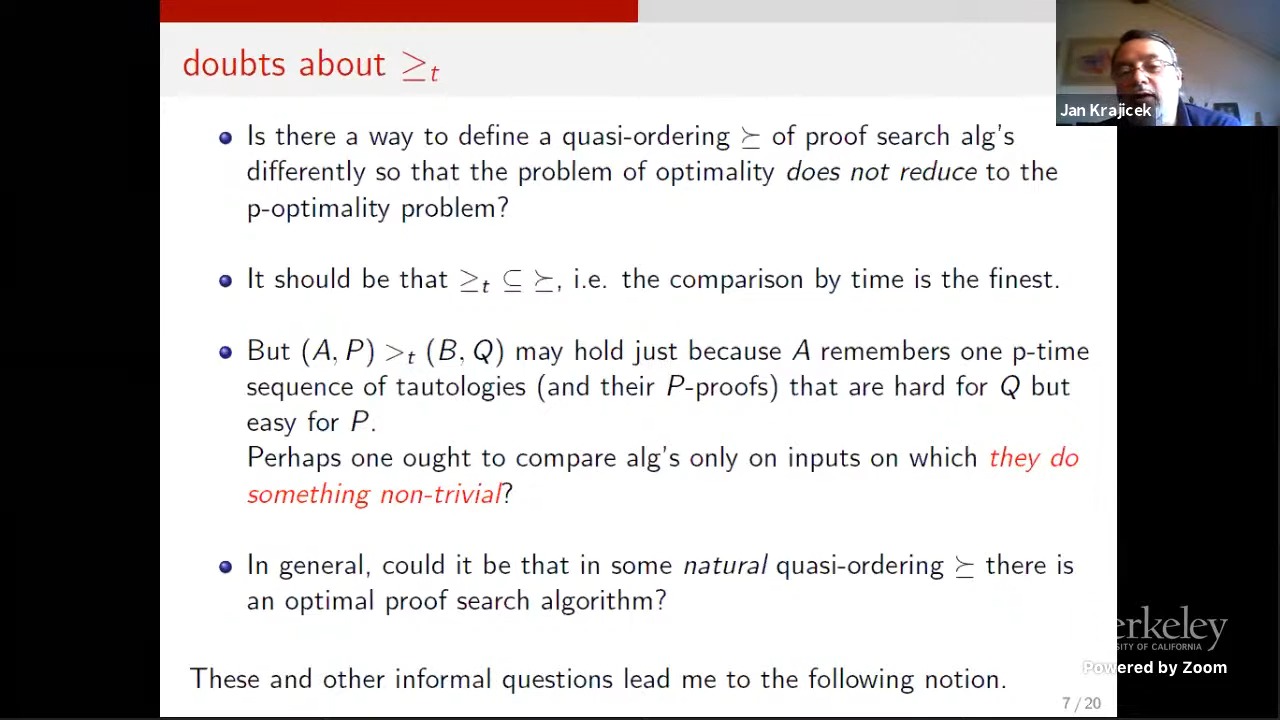 doubts about ≥t
Jan Krajicek
Is there a way to define a quasi-ordering ⪰ of proof search alg's
differently so that the problem of optimality does not reduce to the
p-optimality problem?
It should be that ≥t ⊆ ⪰, i.e. the comparison by time is the finest.
But (A, P) >t (B, Q) may hold just because A remembers one p-time
sequence of tautologies (and their P-proofs) that are hard for Q but
easy for P.
Perhaps one ought to compare alg's only on inputs on which they do
something non-trivial?
In general, could it be that in some natural quasi-ordering ⪰ there is
an optimal proof search algorithm?
These and other informal questions lead me to the following notion.
erkeley
SITY OF CALIFORNIA
Powered by Zoom
7 / 20